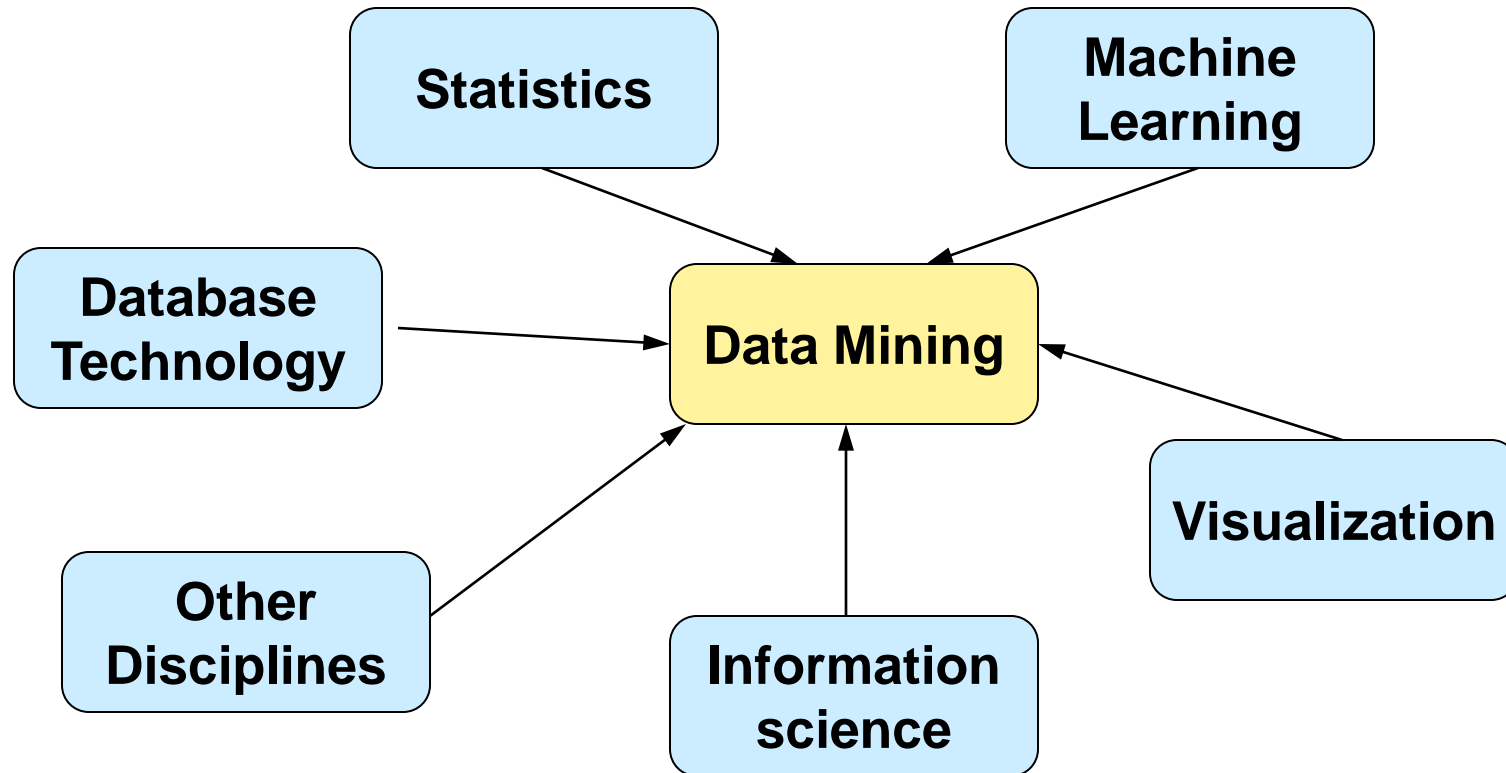 Statistics
Machine
Learning
Database
Technology
Data Mining
Visualization
Other
Disciplines
Information
science